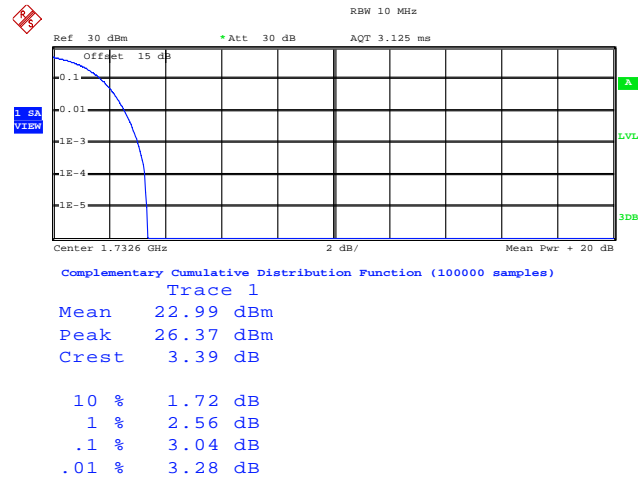 RBW 10 MHz
Ref 30 dBm * Att 30 dB AQT 3.125 ms
Offset 15 dB
0.1
A
0.01
1 SA
VIEW
LVL
1E-3
1E-4
1E-5
3DB
Center 1.7326 GHz 2 dB/ Mean Pwr + 20 dB
Complementary Cumulative Distribution Function (100000 samples)
Trace 1
Mean 22.99 dBm
Peak 26.37 dBm
Crest 3.39 dB
10 % 1.72 dB
1 % 2.56 dB
.1 % 3.04 dB
.01 % 3.28 dB